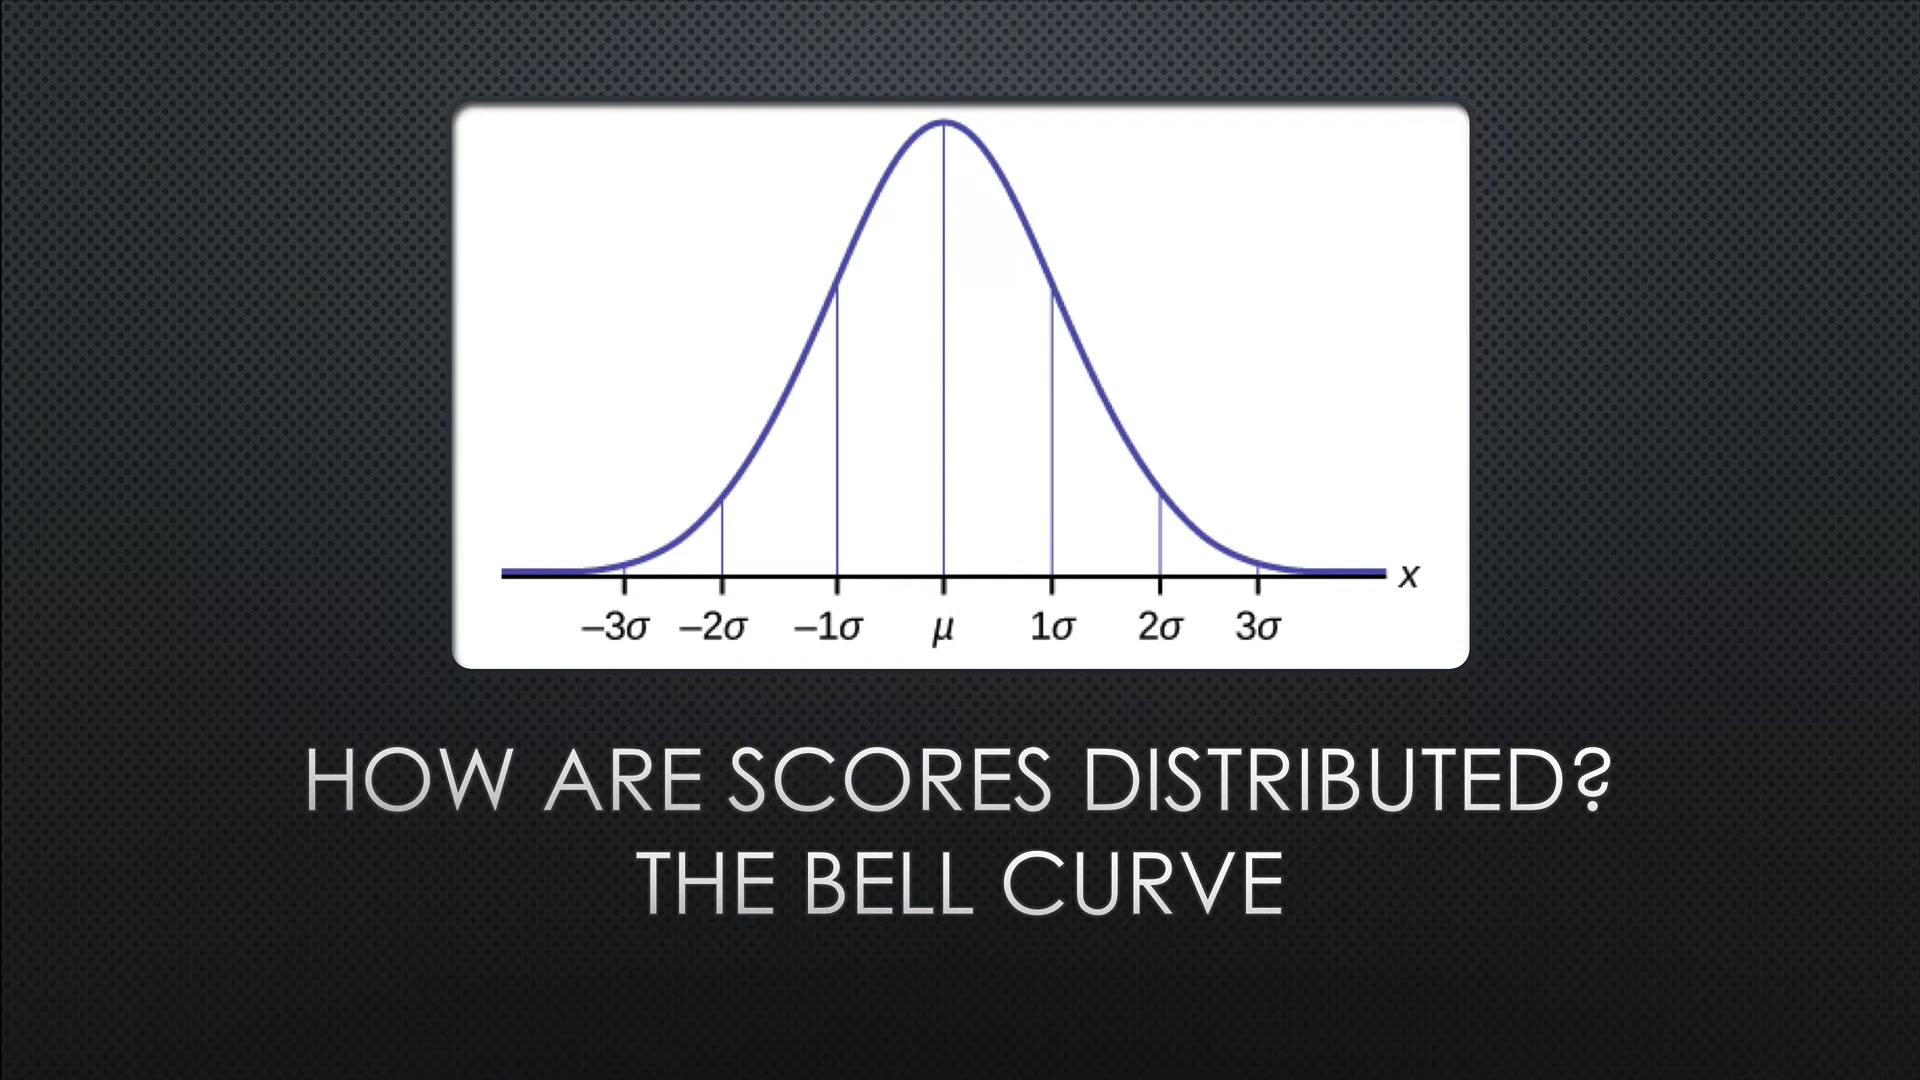 x
–3σ –2σ –1σ μ 1σ 2σ 3σ
HOW ARE SCORES DISTRIBUTED?
THE BELL CURVE